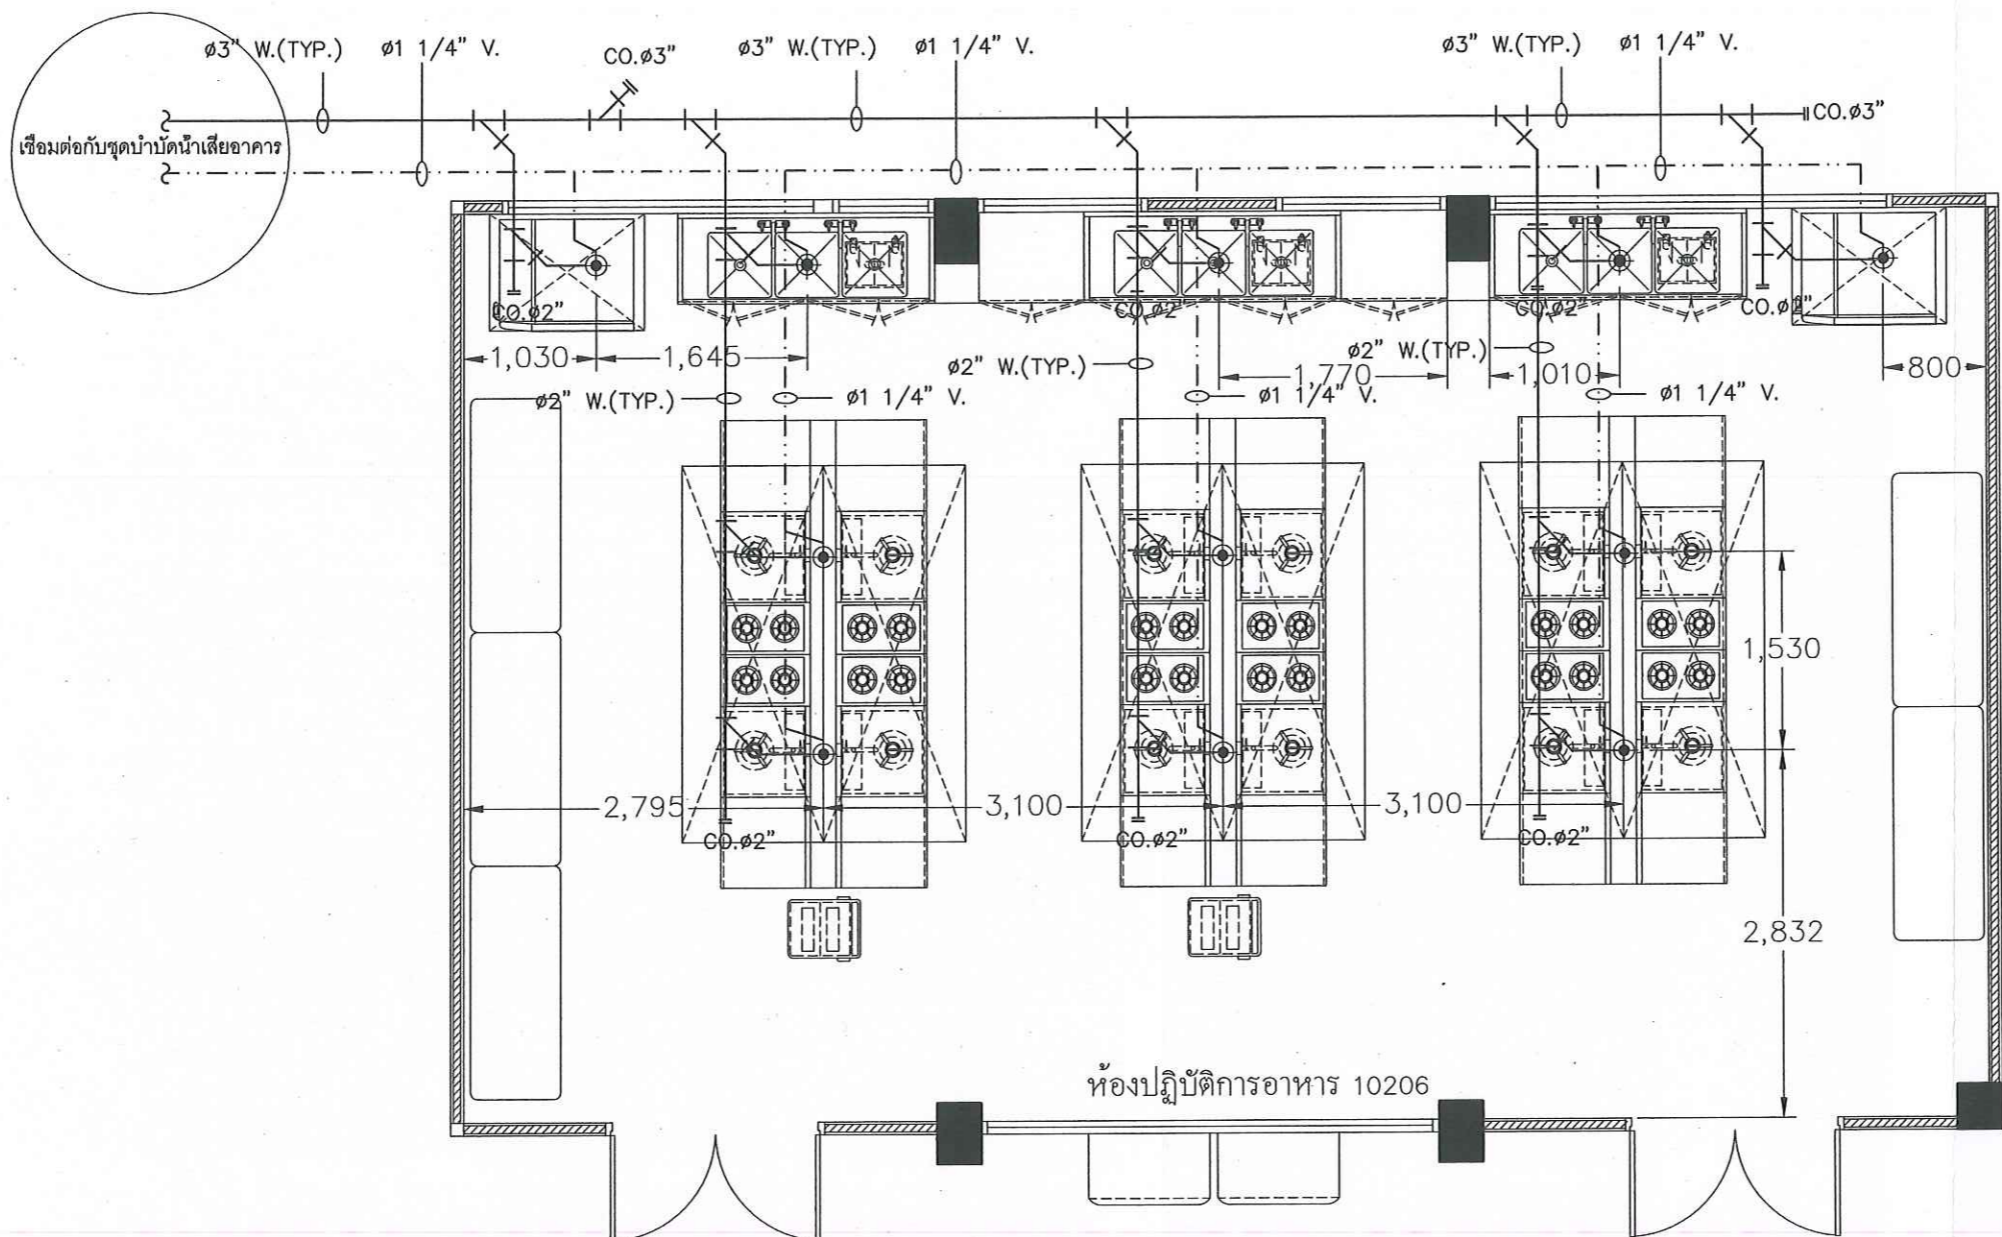 ø3" W.(TYP.)
ø1 1/4" V.
CO.ø3"
ø3" W.(TYP.)
ø1 1/4" V.
ø3" W.(TYP.)
ø1 1/4" V.
CO.ø3"
เชื่อมต่อกับชุดบำบัดน้ำเสียอาคาร
CO.ø2"
CO.ø2"
CO.ø2"
CO.ø2"
1,030
1,645
ø2" W.(TYP.)
1,770
ø2" W.(TYP.)
1,010
800
ø2" W.(TYP.)
ø1 1/4" V.
ø1 1/4" V.
ø1 1/4" V.
1,530
2,795
3,100
3,100
CO.ø2"
CO.ø2"
CO.ø2"
2,832
ห้องปฏิบัติการอาหาร 10206